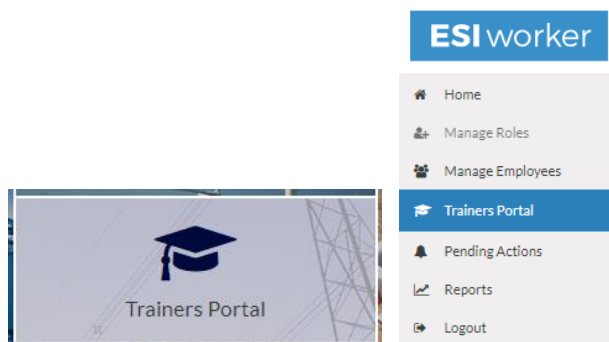 ESI worker
Home
Manage Roles
Manage Employees
Trainers Portal
Pending Actions
Reports
Logout
Trainers Portal